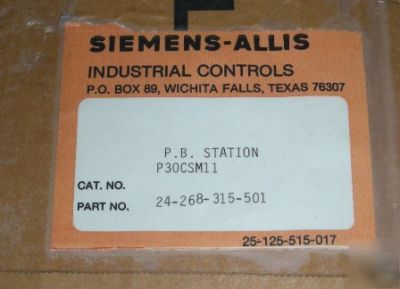 SIEMENS-ALLIS
INDUSTRIAL CONTROLS
P.O. BOX 89, WICHITA FALLS, TEXAS 76307
P.B. STATION
P30CSM11
CAT. NO.
PART NO. 24-268-315-501
25-125-515-017